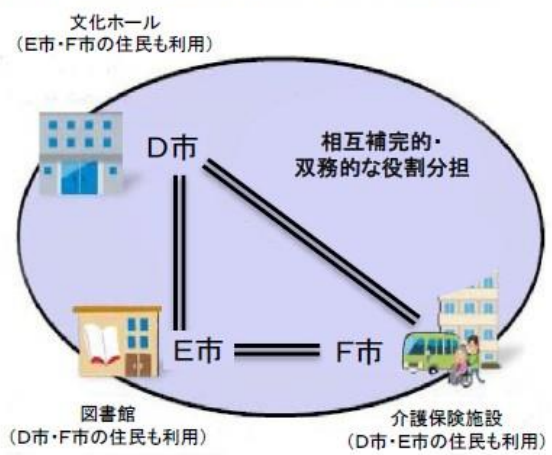 文化ホール
（E市・F市の住民も利用）
D市
相互補完的・
双務的な役割分担
E市
F市
図書館
（D市・F市の住民も利用）
介護保険施設
（D市・E市の住民も利用）